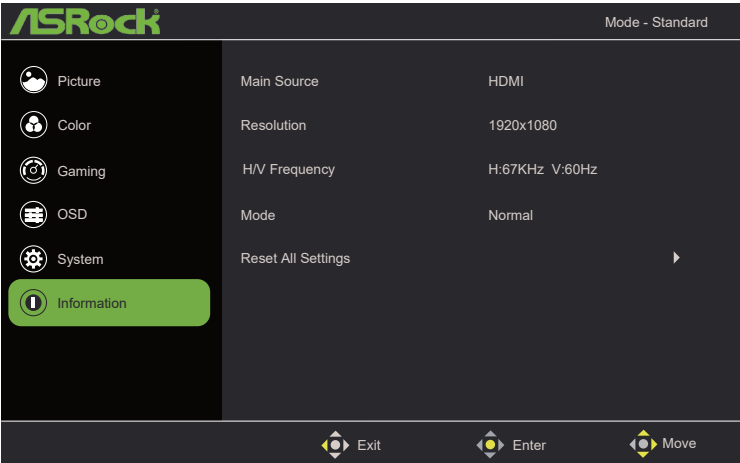 ASRock
Mode - Standard
Picture
Main Source HDMI
Color
Resolution 1920x1080
Gaming
H/V Frequency H:67KHz V:60Hz
OSD
Mode Normal
System
Reset All Settings
Information
Exit Enter Move